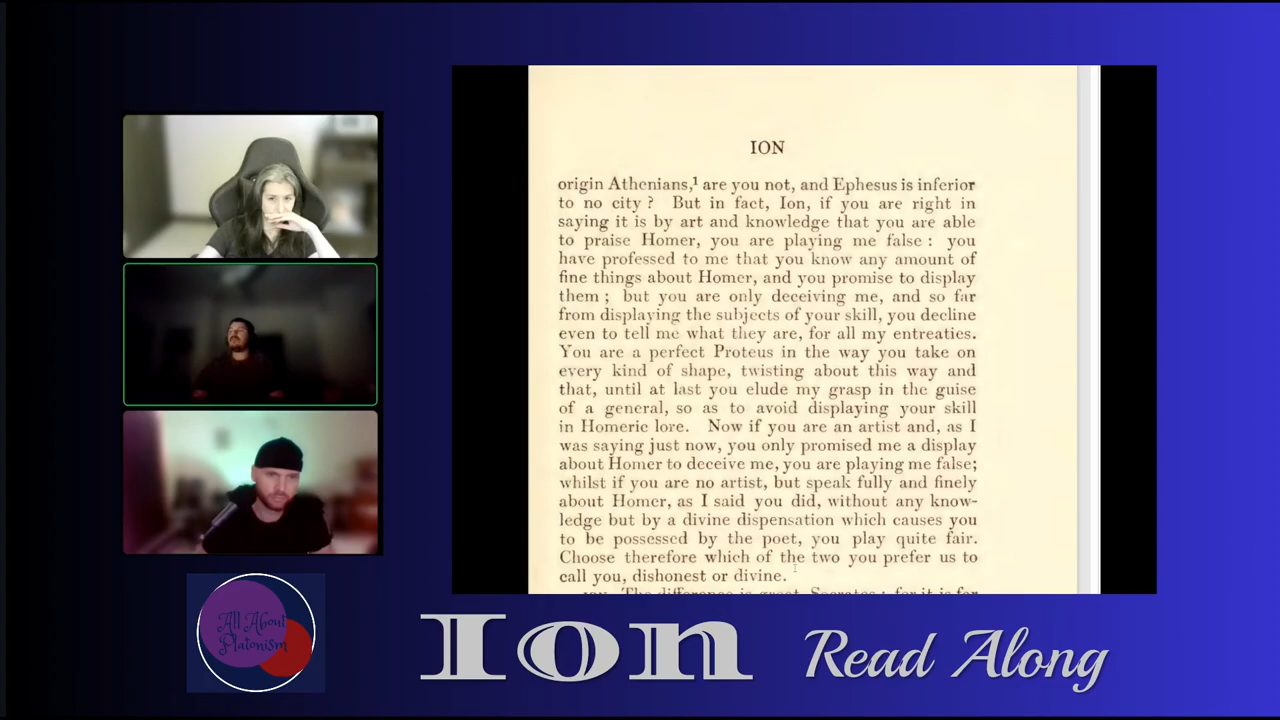 ION
origin Athenians,¹ are you not, and Ephesus is inferior
to no city ? But in fact, Ion, if you are right in
saying it is by art and knowledge that you are able
to praise Homer, you are playing me false : you
have professed to me that you know any amount of
fine things about Homer, and you promise to display
them ; but you are only deceiving me, and so far
from displaying the subjects of your skill, you decline
even to tell me what they are, for all my entreaties.
You are a perfect Proteus in the way you take on
every kind of shape, twisting about this way and
that, until at last you elude my grasp in the guise
of a general, so as to avoid displaying your skill
in Homeric lore. Now if you are an artist and, as I
was saying just now, you only promised me a display
about Homer to deceive me, you are playing me false;
whilst if you are no artist, but speak fully and finely
about Homer, as I said you did, without any know-
ledge but by a divine dispensation which causes you
to be possessed by the poet, you play quite fair.
Choose therefore which of the two you prefer us to
call you, dishonest or divine.
ION. The difference is great, Socrates ; for it is far
All About
Platonism
Ion Read Along